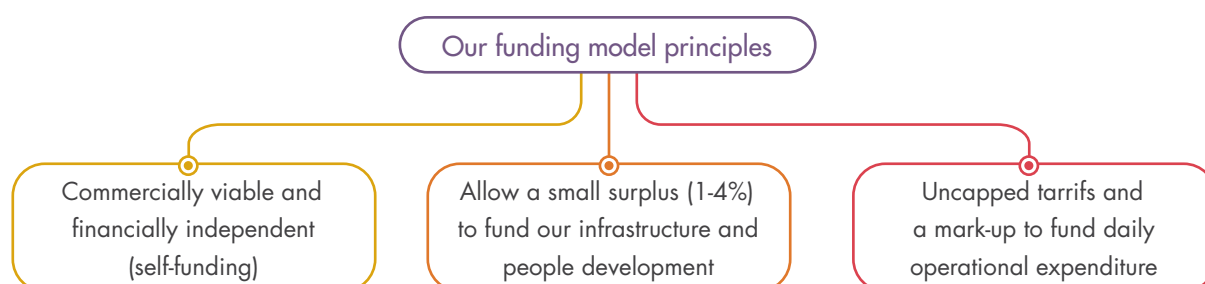 Our funding model principles
Commercially viable and
financially independent
(self-funding)
Allow a small surplus (1-4%)
to fund our infrastructure and
people development
Uncapped tarrifs and
a mark-up to fund daily
operational expenditure